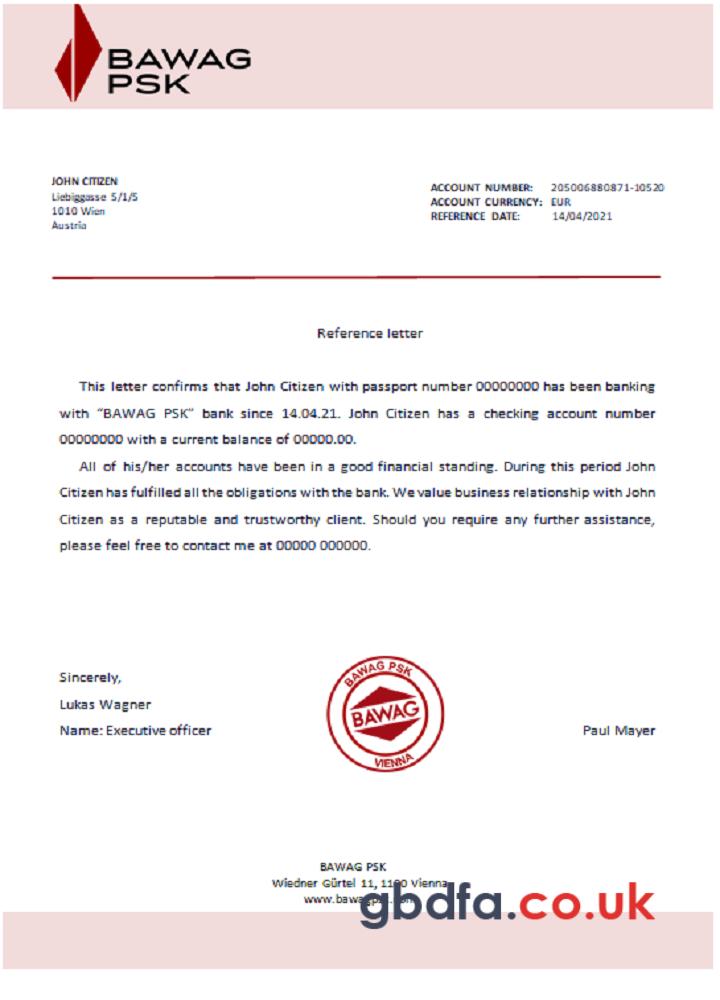 BAWAG
PSK
JOHN CITIZEN
Liebiggasse 5/1/5
1010 Wien
Austria
ACCOUNT NUMBER: 205006880871-10520
ACCOUNT CURRENCY: EUR
REFERENCE DATE: 14/04/2021
Reference letter
This letter confirms that John Citizen with passport number 00000000 has been banking
with “BAWAG PSK” bank since 14.04.21. John Citizen has a checking account number
00000000 with a current balance of 00000.00.
All of his/her accounts have been in a good financial standing. During this period John
Citizen has fulfilled all the obligations with the bank. We value business relationship with John
Citizen as a reputable and trustworthy client. Should you require any further assistance,
please feel free to contact me at 00000 000000.
Sincerely,
Lukas Wagner
Name: Executive officer
BAWAG PSK
BAWAG
VIENNA
Paul Mayer
BAWAG PSK
Wiedner Gürtel 11, 1100 Vienna
gbdfa.co.uk